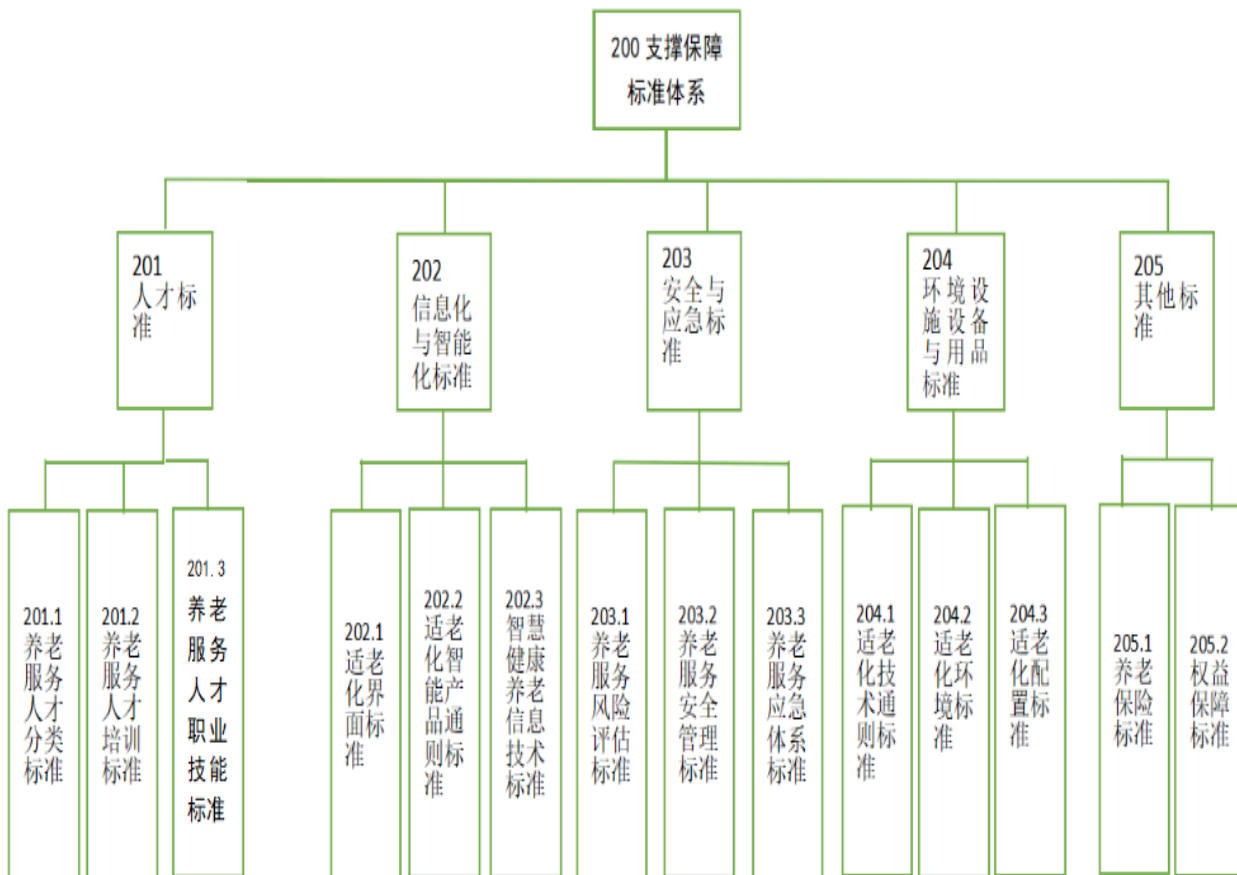 200 支撑保障
标准体系
201
人才标
准
202
信息化
与智能
化标准
203
安全与
应急标
准
204
环境设
施设备
与用品
标准
205
其他标
准
201.1
养老
服务
人才
分类
标准
201.2
养老
服务
人才
培训
标准
201.3
养老
服务
人才
职业
技能
标准
202.1
适老
化界
面标
准
202.2
适老
化智
能产
品通
则标
准
202.3
智慧
健康
养老
信息
技术
标准
203.1
养老
服务
风险
评估
标准
203.2
养老
服务
安全
管理
标准
203.3
养老
服务
应急
体系
标准
204.1
适老
化技
术通
则标
准
204.2
适老
化环
境标
准
204.3
适老
化配
置标
准
205.1
养老
保险
标准
205.2
权益
保障
标准